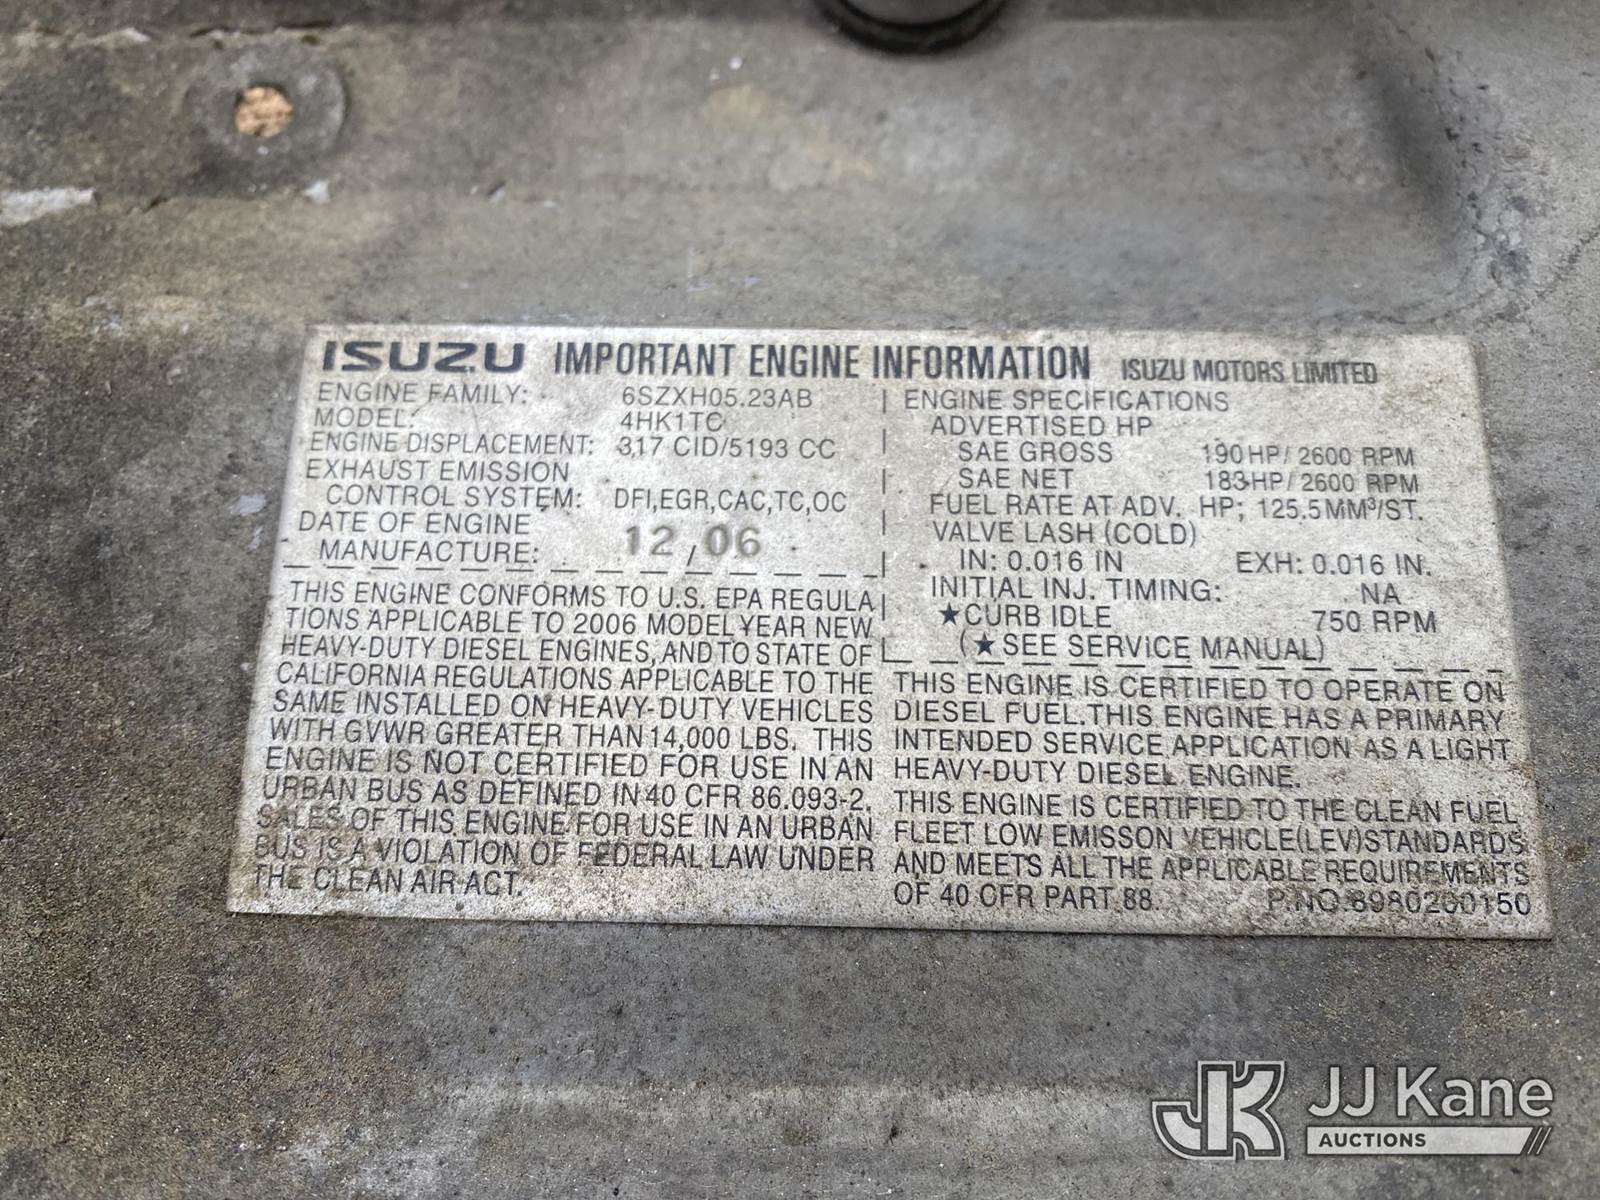 ISUZU IMPORTANT ENGINE INFORMATION ISUZU MOTORS LIMITED
ENGINE FAMILY: 6SZXH05.23AB
MODEL: 4HK1TC
ENGINE DISPLACEMENT: 317 CID/5193 CC
EXHAUST EMISSION
CONTROL SYSTEM: DFI,EGR,CAC,TC,OC
DATE OF ENGINE
MANUFACTURE: 12 / 06
THIS ENGINE CONFORMS TO U.S. EPA REGULA
TIONS APPLICABLE TO 2006 MODEL YEAR NEW
HEAVY-DUTY DIESEL ENGINES, AND TO STATE OF
CALIFORNIA REGULATIONS APPLICABLE TO THE
SAME INSTALLED ON HEAVY-DUTY VEHICLES
WITH GVWR GREATER THAN 14,000 LBS. THIS
ENGINE IS NOT CERTIFIED FOR USE IN AN
URBAN BUS AS DEFINED IN 40 CFR 86.093-2.
SALES OF THIS ENGINE FOR USE IN AN URBAN
BUS IS A VIOLATION OF FEDERAL LAW UNDER
THE CLEAN AIR ACT.
ENGINE SPECIFICATIONS
ADVERTISED HP
SAE GROSS 190 HP/ 2600 RPM
SAE NET 183 HP/ 2600 RPM
FUEL RATE AT ADV. HP; 125.5 MM³/ST.
VALVE LASH (COLD)
IN: 0.016 IN EXH: 0.016 IN.
INITIAL INJ. TIMING: NA
★CURB IDLE 750 RPM
(★SEE SERVICE MANUAL)
THIS ENGINE IS CERTIFIED TO OPERATE ON
DIESEL FUEL. THIS ENGINE HAS A PRIMARY
INTENDED SERVICE APPLICATION AS A LIGHT
HEAVY-DUTY DIESEL ENGINE.
THIS ENGINE IS CERTIFIED TO THE CLEAN FUEL
FLEET LOW EMISSON VEHICLE(LEV)STANDARDS
AND MEETS ALL THE APPLICABLE REQUIREMENTS
OF 40 CFR PART 88. P.NO.8980260150
JK JJ Kane
AUCTIONS